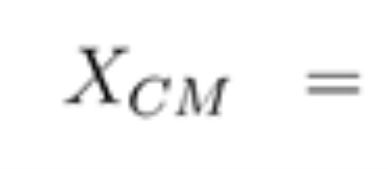 X_{CM} =